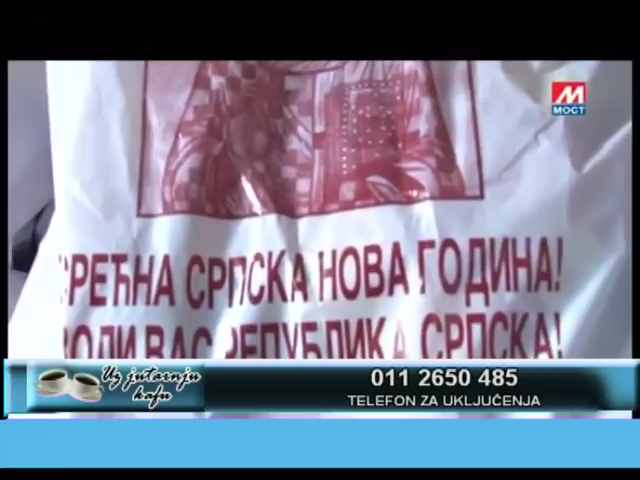 МОСТ
СРЕЋНА СРПСКА НОВА ГОДИНА!
ВОЛИ ВАС РЕПУБЛИКА СРПСКА!
Uz jutarnju
kafu
011 2650 485
TELEFON ZA UKLJUČENJA